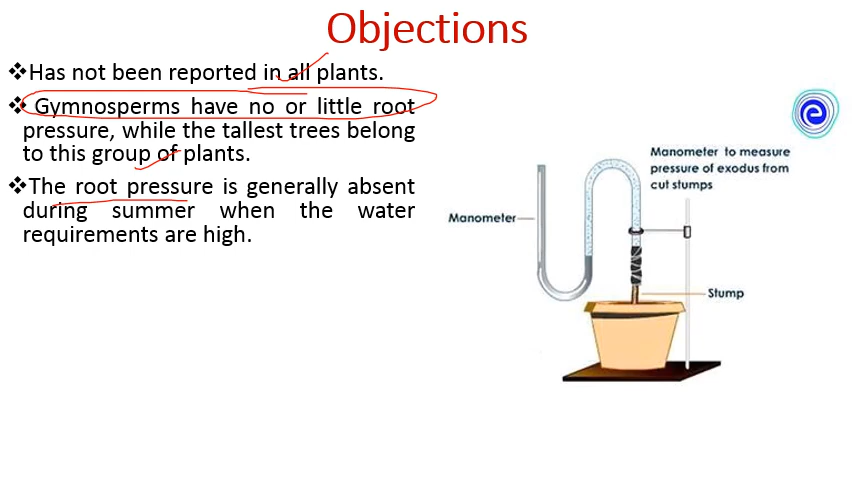 Objections
❖Has not been reported in all plants.
❖ Gymnosperms have no or little root
pressure, while the tallest trees belong
to this group of plants.
❖The root pressure is generally absent
during summer when the water
requirements are high.
e
Manometer to measure
pressure of exodus from
cut stumps
Manometer
Stump